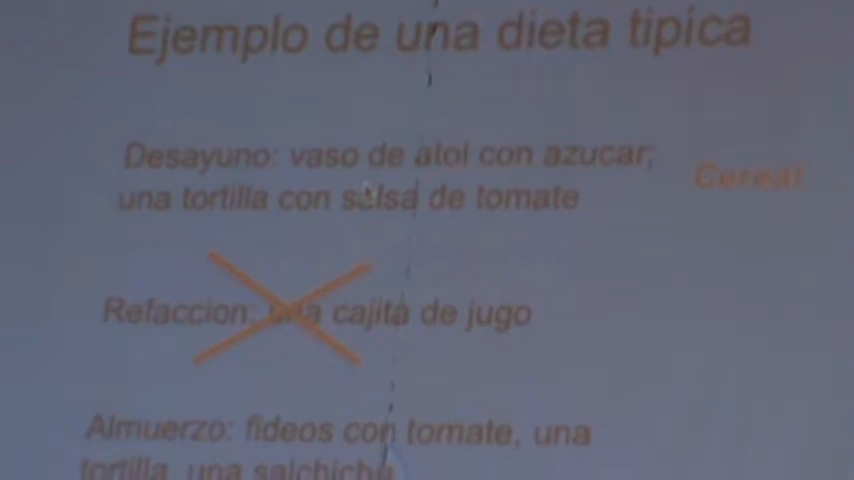 Ejemplo de una dieta tipica
Desayuno: vaso de atol con azucar;
una tortilla con salsa de tomate
Cereal
Refaccion: una cajita de jugo
Almuerzo: fideos con tomate, una
tortilla, una salchicha